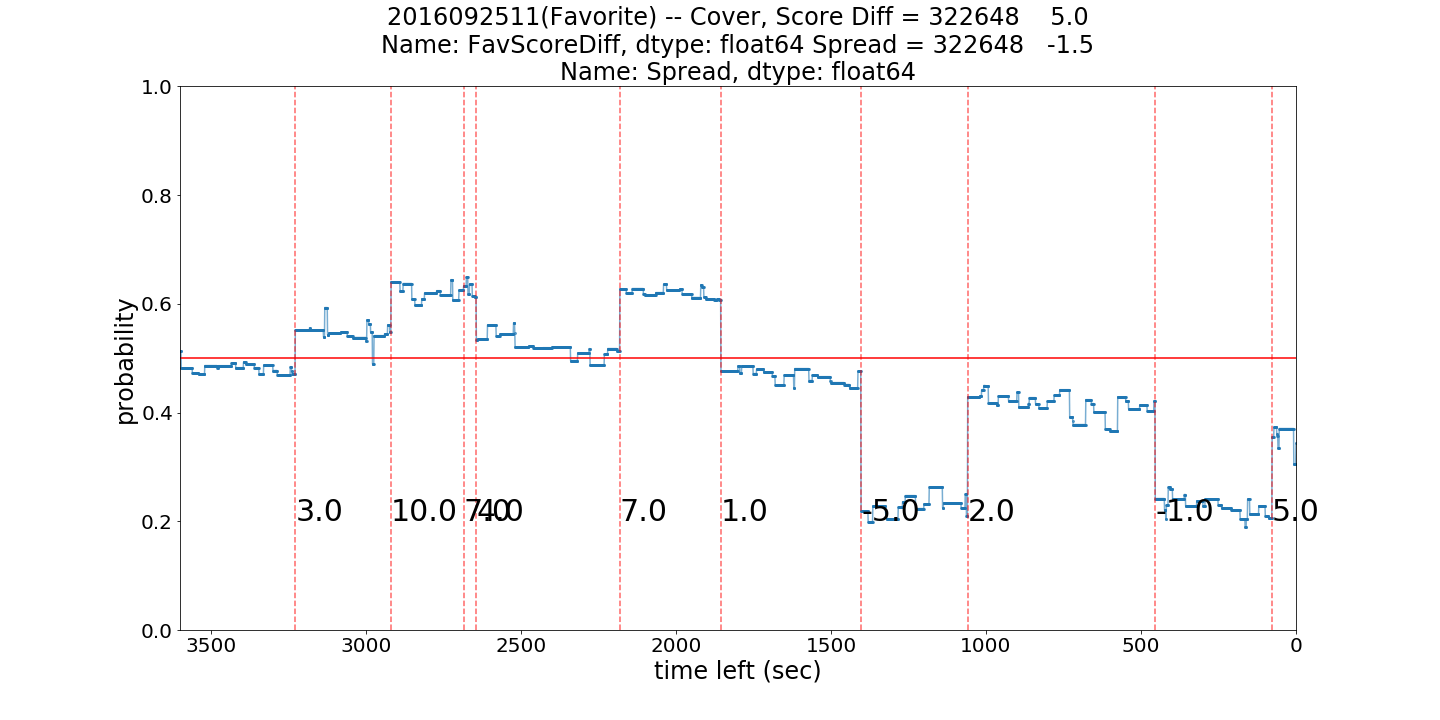 2016092511(Favorite) -- Cover, Score Diff = 322648    5.0
Name: FavScoreDiff, dtype: float64 Spread = 322648   -1.5
Name: Spread, dtype: float64
1.0
0.8
0.6
0.4
0.2
0.0
probability
3.0 10.0 7.0 4.0 7.0 1.0 -5.0 2.0 -1.0 5.0
3500 3000 2500 2000 1500 1000 500 0
time left (sec)